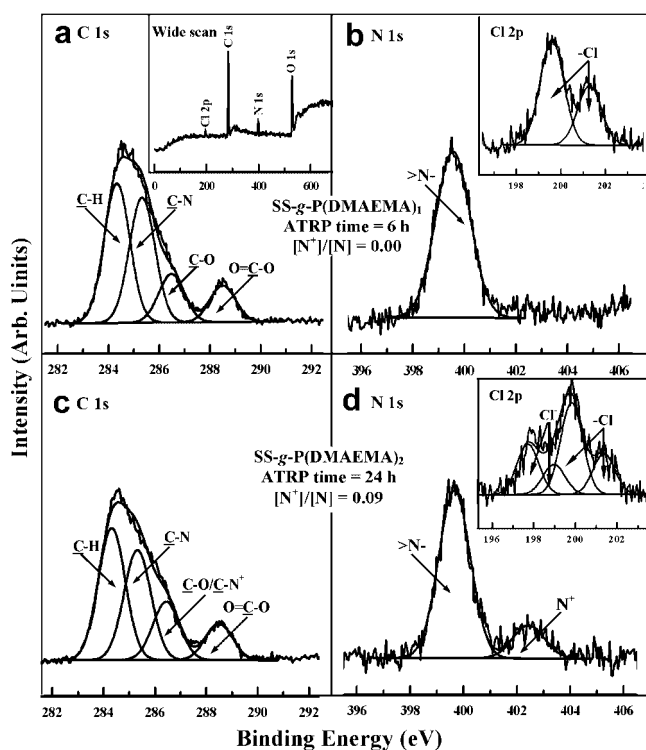 a C 1s
Wide scan
Cl 2p
C 1s
N 1s
O 1s
0 200 400 600
C-H
C-N
C-O
O=C-O
282 284 286 288 290 292
b N 1s
Cl 2p
-Cl
198 200 202
>N-
SS-g-P(DMAEMA)₁
ATRP time = 6 h
[N⁺]/[N] = 0.00
396 398 400 402 404 406
c C 1s
C-H
C-N
C-O/C-N⁺
O=C-O
282 284 286 288 290 292
d N 1s
Cl 2p
Cl⁻
-Cl
196 198 200 202
>N-
N⁺
SS-g-P(DMAEMA)₂
ATRP time = 24 h
[N⁺]/[N] = 0.09
396 398 400 402 404 406
Intensity (Arb. Uinits)
Binding Energy (eV)